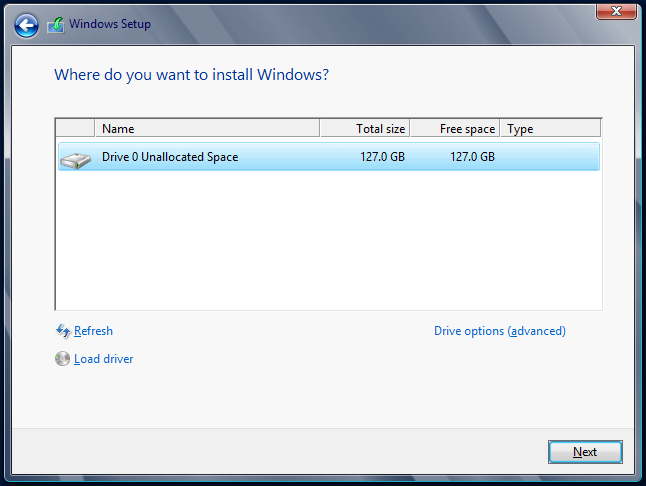 Windows Setup
Where do you want to install Windows?
Name Total size Free space Type
Drive 0 Unallocated Space 127.0 GB 127.0 GB
Refresh Drive options (advanced)
Load driver
Next